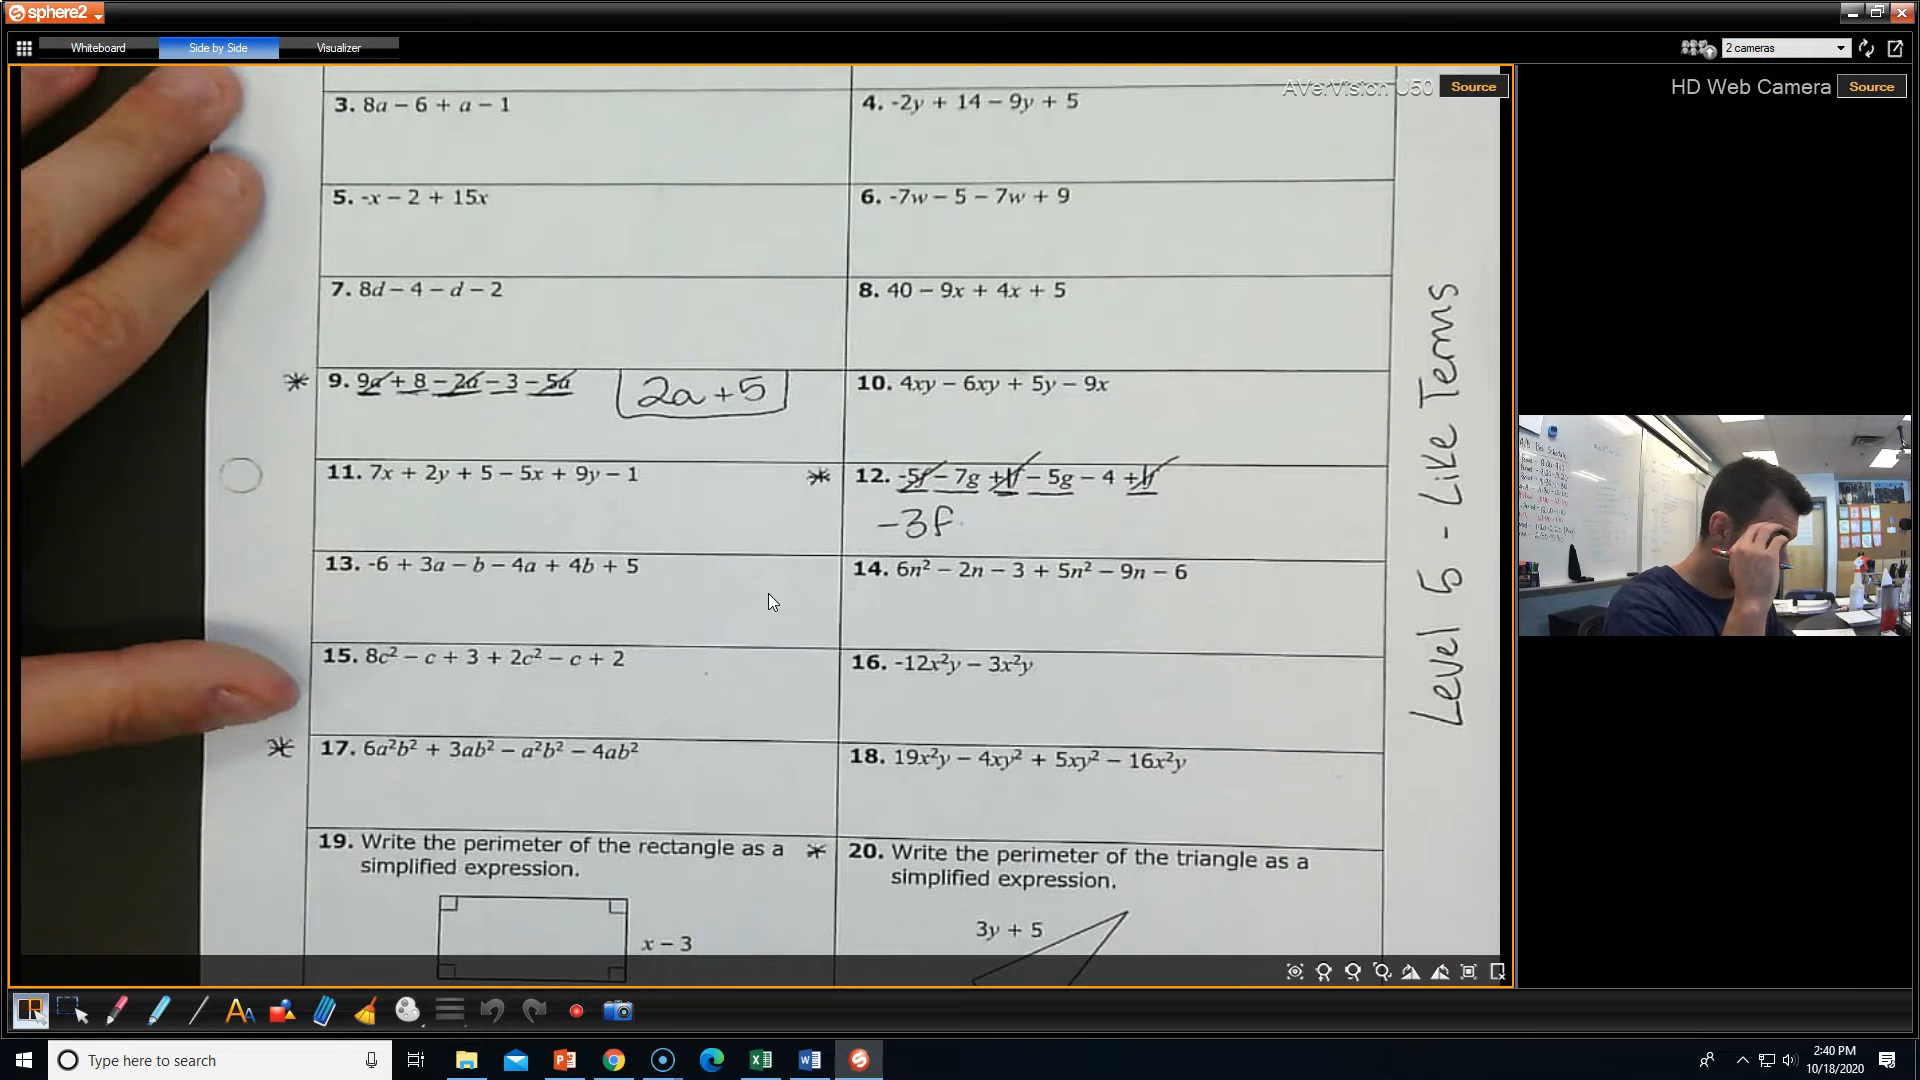 sphere2
Whiteboard
Side by Side
Visualizer
2 cameras
AVerVision U50
Source
HD Web Camera
Source
3. 8a − 6 + a − 1
4. -2y + 14 − 9y + 5
5. -x − 2 + 15x
6. -7w − 5 − 7w + 9
7. 8d − 4 − d − 2
8. 40 − 9x + 4x + 5
* 9. 9a + 8 − 2a − 3 − 5a
2a + 5
10. 4xy − 6xy + 5y − 9x
11. 7x + 2y + 5 − 5x + 9y − 1
* 12. -5f − 7g + f − 5g − 4 + f
−3f
13. -6 + 3a − b − 4a + 4b + 5
14. 6n² − 2n − 3 + 5n² − 9n − 6
15. 8c² − c + 3 + 2c² − c + 2
16. -12x²y − 3x²y
* 17. 6a²b² + 3ab² − a²b² − 4ab²
18. 19x²y − 4xy² + 5xy² − 16x²y
19. Write the perimeter of the rectangle as a
simplified expression.
x − 3
* 20. Write the perimeter of the triangle as a
simplified expression.
3y + 5
Level 5 - Like Terms
Type here to search
2:40 PM
10/18/2020